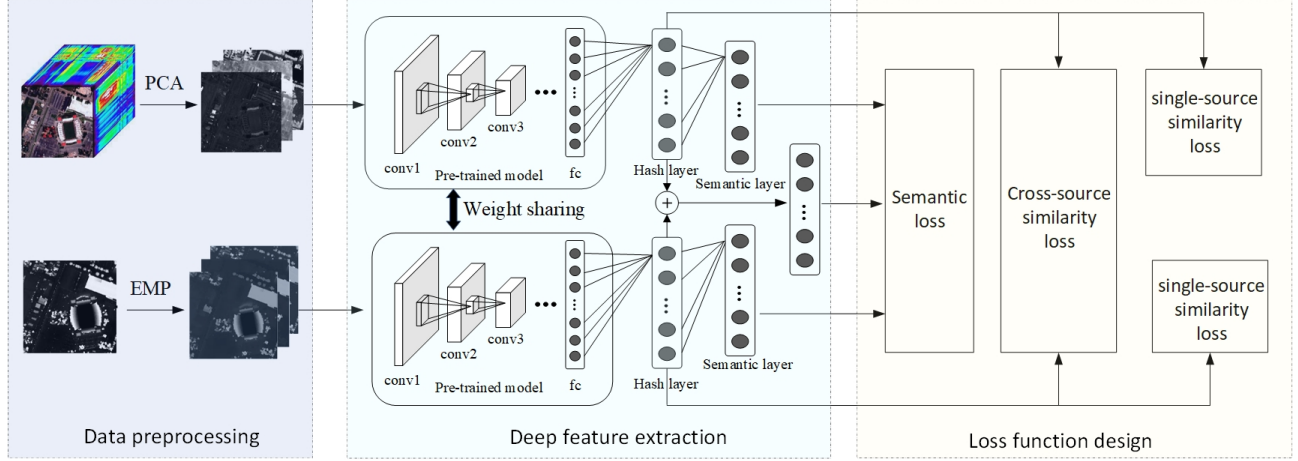 PCA
conv1
conv2
conv3
Pre-trained model
fc
Hash layer
Semantic layer
Weight sharing
EMP
conv1
conv2
conv3
Pre-trained model
fc
Hash layer
Semantic layer
Semantic
loss
Cross-source
similarity
loss
single-source
similarity
loss
single-source
similarity
loss
Data preprocessing
Deep feature extraction
Loss function design